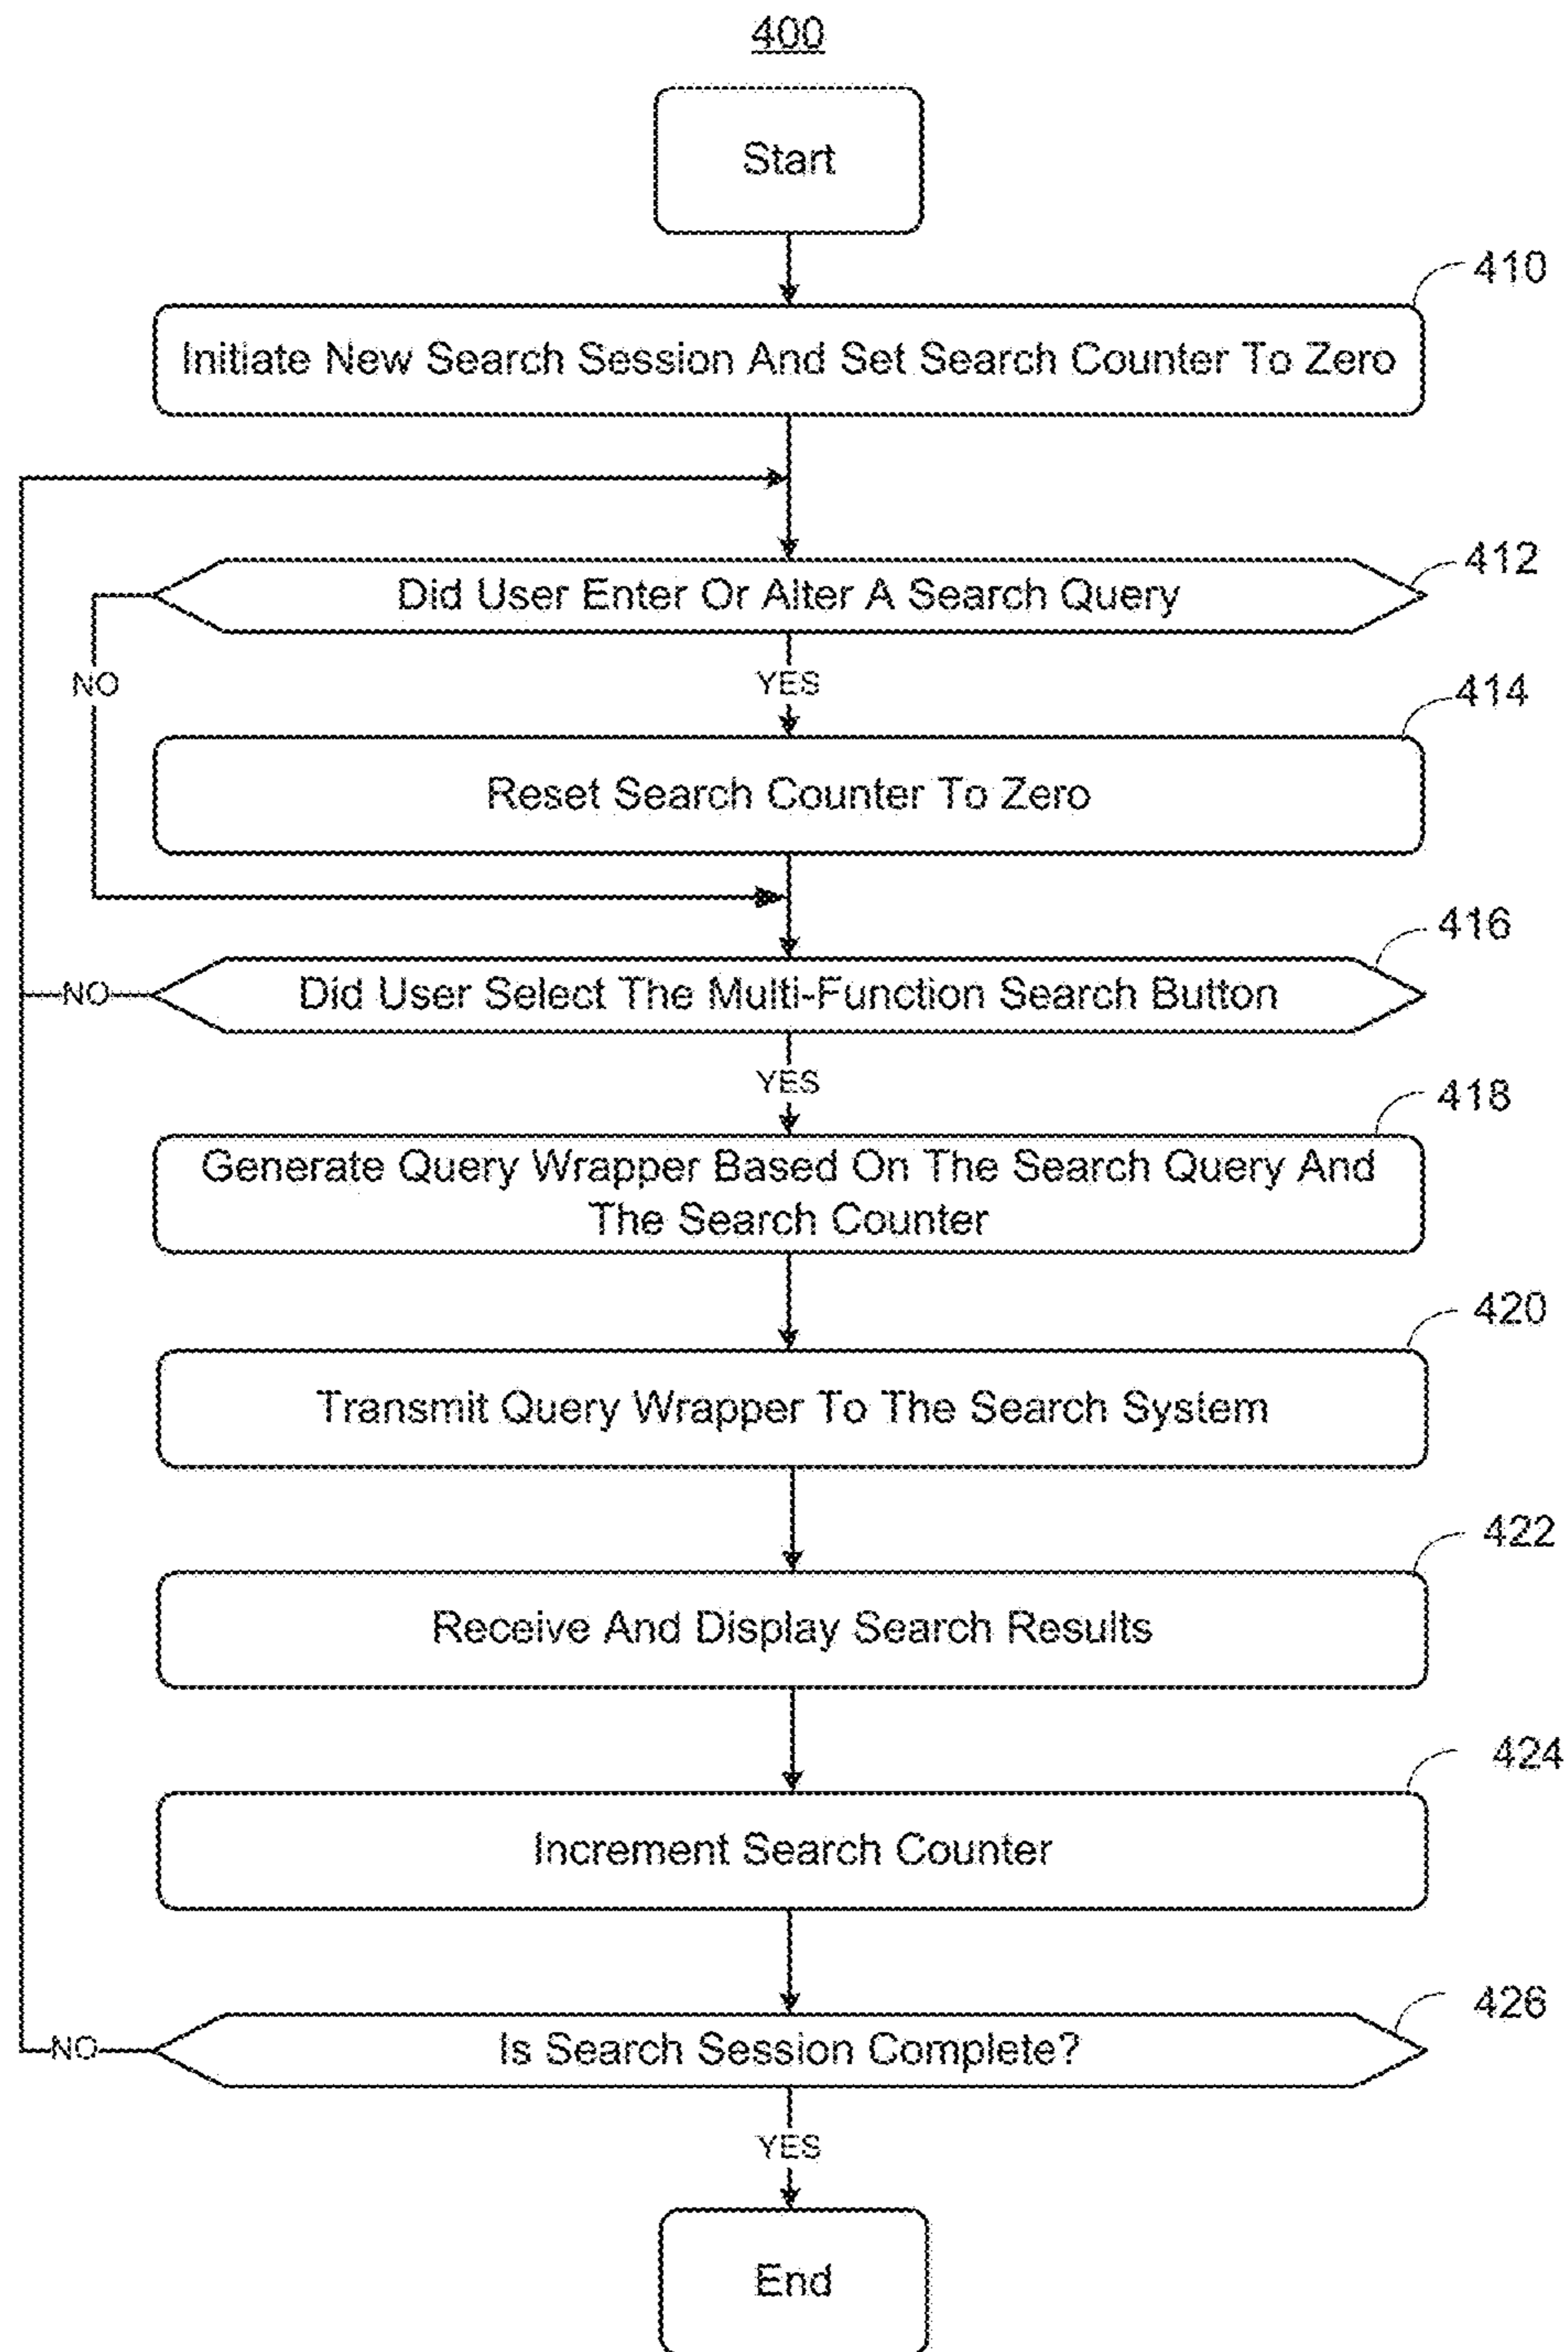 400
Start
410
Initiate New Search Session And Set Search Counter To Zero
412
Did User Enter Or Alter A Search Query
NO
YES
414
Reset Search Counter To Zero
416
NO
Did User Select The Multi-Function Search Button
YES
418
Generate Query Wrapper Based On The Search Query And
The Search Counter
420
Transmit Query Wrapper To The Search System
422
Receive And Display Search Results
424
Increment Search Counter
426
NO
Is Search Session Complete?
YES
End